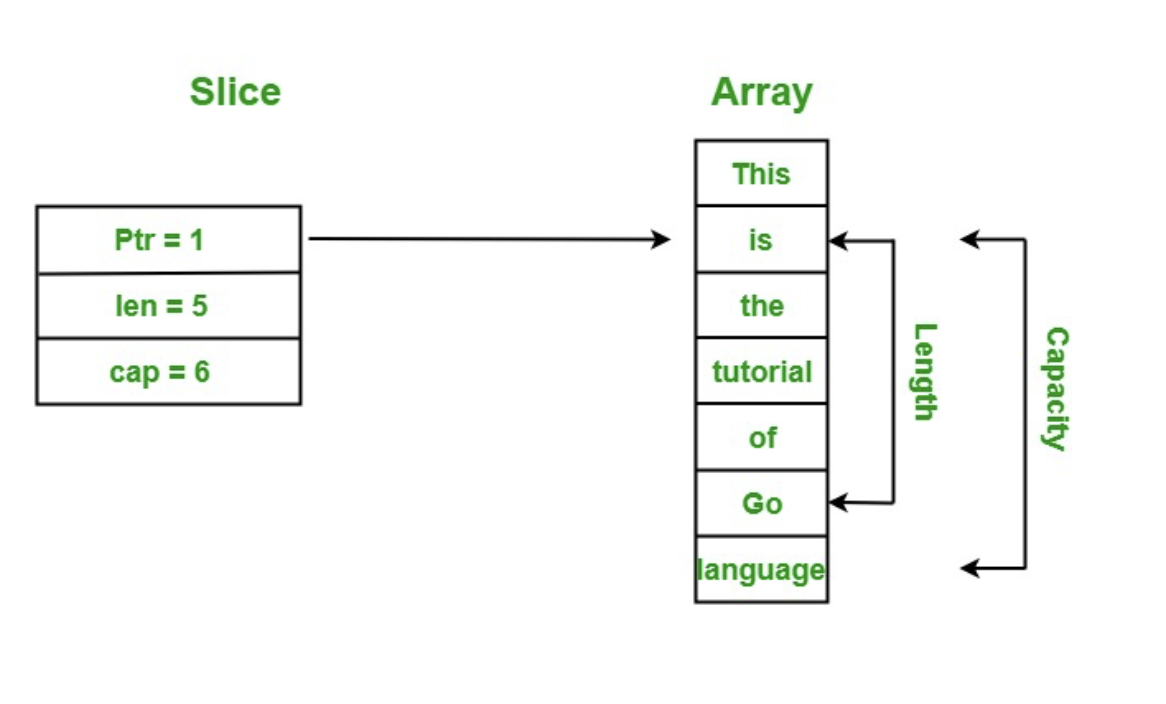 Slice
Array
Ptr = 1
len = 5
cap = 6
This
is
the
tutorial
of
Go
language
Length
Capacity